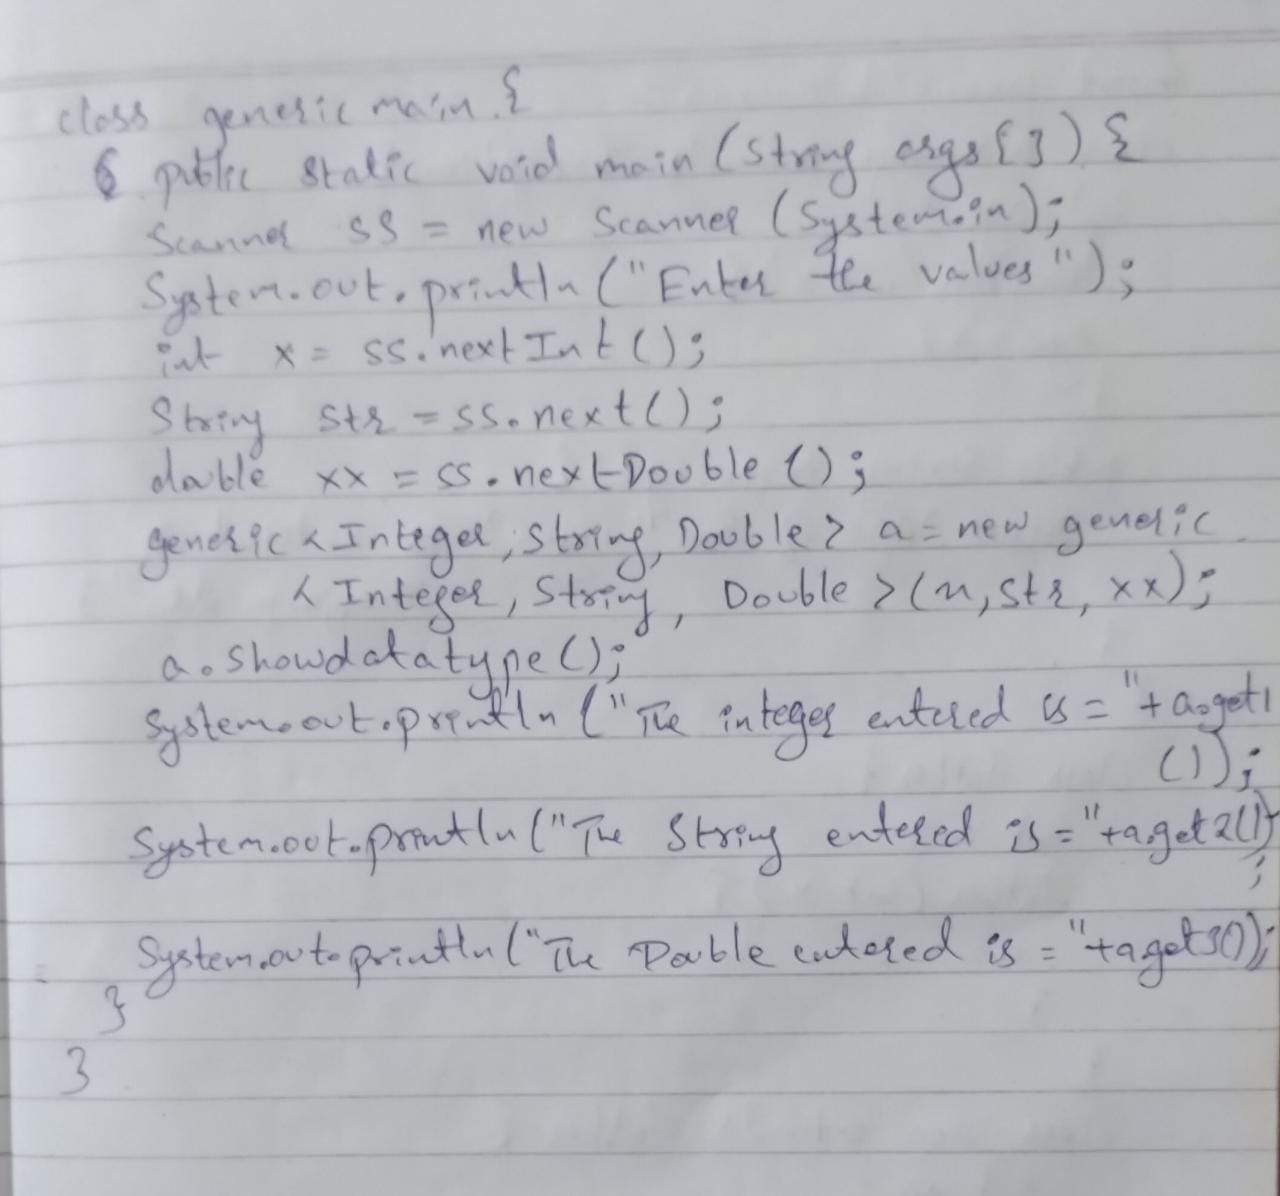 class generic main {
public static void main (String args { }) {
Scanner ss = new Scanner (System.in);
System.out.println ("Enter the values");
int x = ss.nextInt ();
String str = ss.next();
double xx = ss.nextDouble ();
generic < Integer, String, Double > a = new generic
< Integer, String, Double > (n, str, xx);
a.showdatatype();
System.out.println ("The integer entered is = "+ a.get1
());
System.out.println ("The String entered is = "+a.get2())
;
System.out.println ("The Double entered is = "+a get3());
}
}